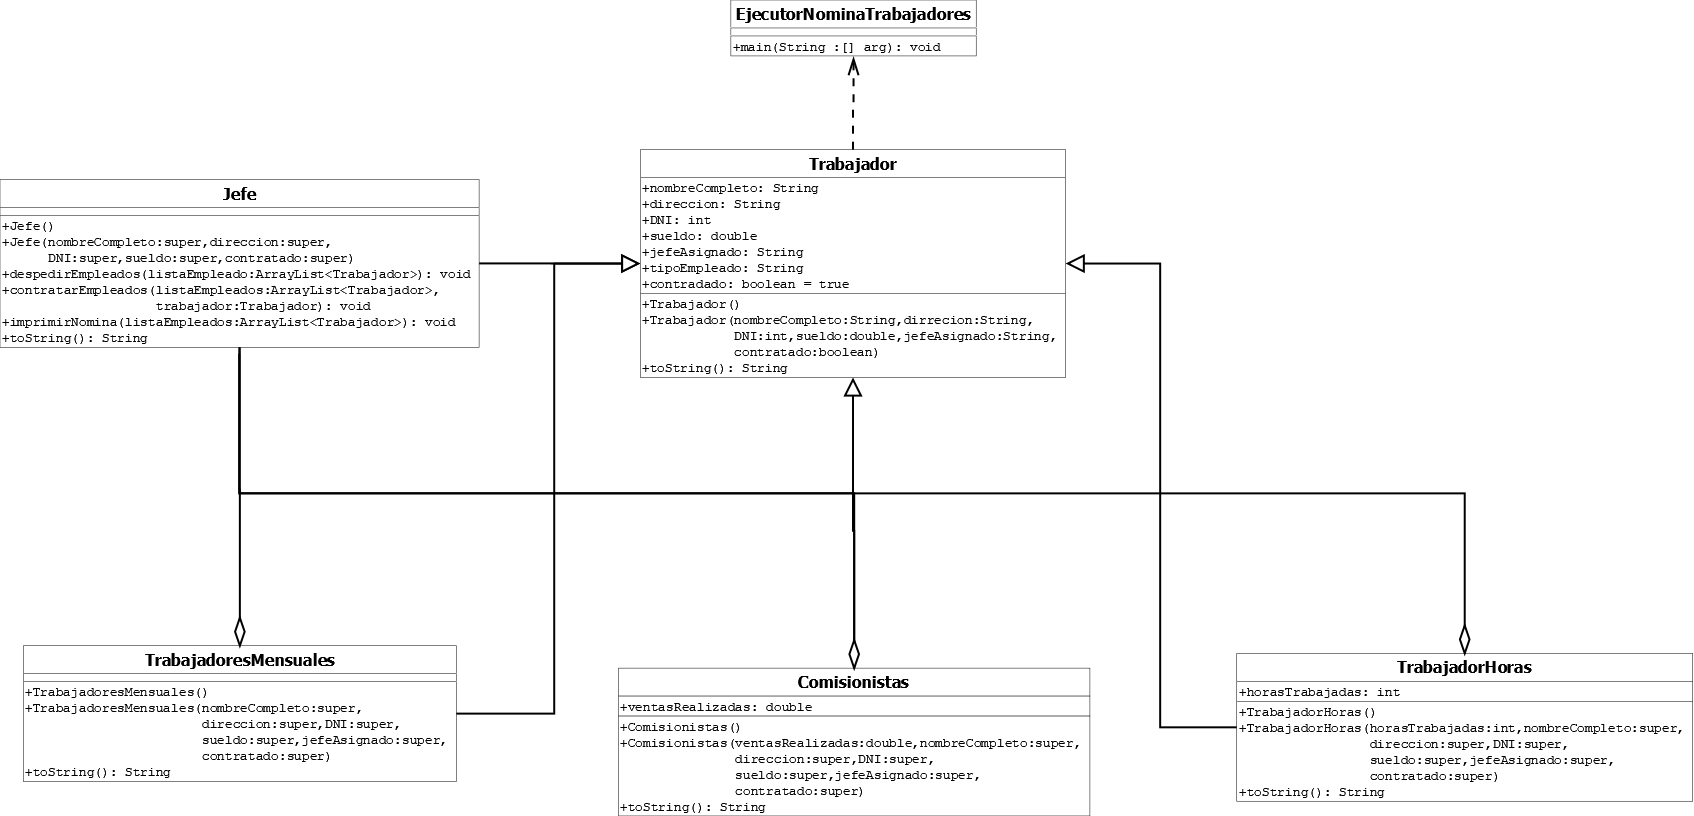 EjecutorNominaTrabajadores
+main(String :[] arg): void
Trabajador
+nombreCompleto: String
+direccion: String
+DNI: int
+sueldo: double
+jefeAsignado: String
+tipoEmpleado: String
+contradado: boolean = true
+Trabajador()
+Trabajador(nombreCompleto:String,dirrecion:String,
DNI:int,sueldo:double,jefeAsignado:String,
contratado:boolean)
+toString(): String
Jefe
+Jefe()
+Jefe(nombreCompleto:super,direccion:super,
DNI:super,sueldo:super,contratado:super)
+despedirEmpleados(listaEmpleado:ArrayList<Trabajador>): void
+contratarEmpleados(listaEmpleados:ArrayList<Trabajador>,
trabajador:Trabajador): void
+imprimirNomina(listaEmpleados:ArrayList<Trabajador>): void
+toString(): String
TrabajadoresMensuales
+TrabajadoresMensuales()
+TrabajadoresMensuales(nombreCompleto:super,
direccion:super,DNI:super,
sueldo:super,jefeAsignado:super,
contratado:super)
+toString(): String
Comisionistas
+ventasRealizadas: double
+Comisionistas()
+Comisionistas(ventasRealizadas:double,nombreCompleto:super,
direccion:super,DNI:super,
sueldo:super,jefeAsignado:super,
contratado:super)
+toString(): String
TrabajadorHoras
+horasTrabajadas: int
+TrabajadorHoras()
+TrabajadorHoras(horasTrabajadas:int,nombreCompleto:super,
direccion:super,DNI:super,
sueldo:super,jefeAsignado:super,
contratado:super)
+toString(): String